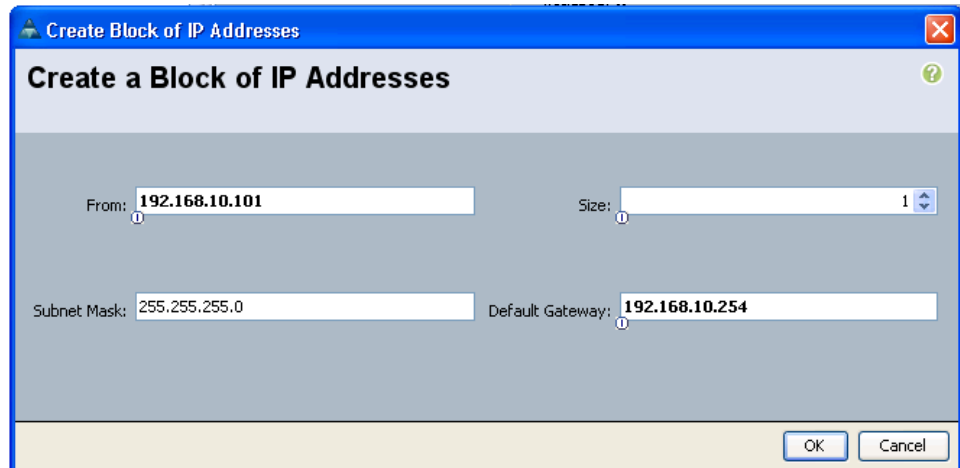 Create Block of IP Addresses
Create a Block of IP Addresses
From: 192.168.10.101 Size: 1
Subnet Mask: 255.255.255.0 Default Gateway: 192.168.10.254
OK Cancel